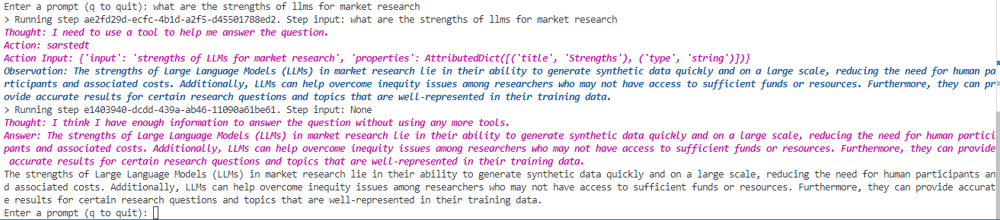 Enter a prompt (q to quit): what are the strengths of llms for market research
> Running step ae2fd29d-ecfc-4b1d-a2f5-d45501788ed2. Step input: what are the strengths of llms for market research
Thought: I need to use a tool to help me answer the question.
Action: sarstedt
Action Input: {'input': 'strengths of LLMs for market research', 'properties': AttributedDict([('title', 'Strengths'), ('type', 'string')])}
Observation: The strengths of Large Language Models (LLMs) in market research lie in their ability to generate synthetic data quickly and on a large scale, reducing the need for human pa
rticipants and associated costs. Additionally, LLMs can help overcome inequity issues among researchers who may not have access to sufficient funds or resources. Furthermore, they can pr
ovide accurate results for certain research questions and topics that are well-represented in their training data.
> Running step e1403940-dcdd-439a-ab46-11090a61be61. Step input: None
Thought: I think I have enough information to answer the question without using any more tools.
Answer: The strengths of Large Language Models (LLMs) in market research lie in their ability to generate synthetic data quickly and on a large scale, reducing the need for human partici
pants and associated costs. Additionally, LLMs can help overcome inequity issues among researchers who may not have access to sufficient funds or resources. Furthermore, they can provide
 accurate results for certain research questions and topics that are well-represented in their training data.
The strengths of Large Language Models (LLMs) in market research lie in their ability to generate synthetic data quickly and on a large scale, reducing the need for human participants an
d associated costs. Additionally, LLMs can help overcome inequity issues among researchers who may not have access to sufficient funds or resources. Furthermore, they can provide accurat
e results for certain research questions and topics that are well-represented in their training data.
Enter a prompt (q to quit):